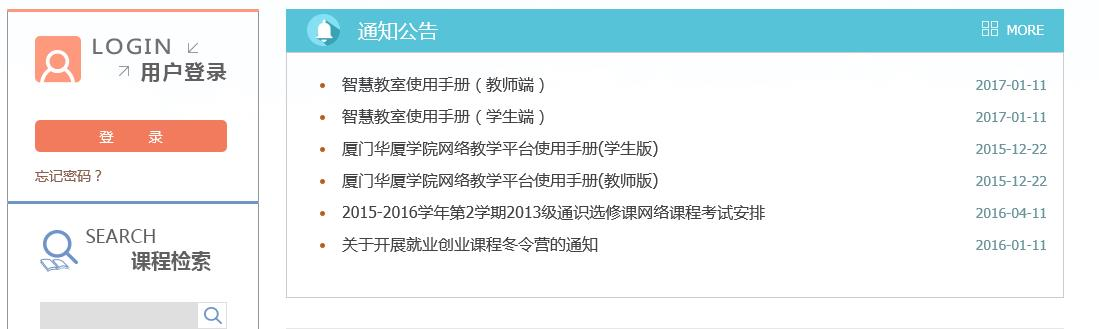 LOGIN
用户登录
登 录
忘记密码？
SEARCH
课程检索
通知公告
MORE
智慧教室使用手册（教师端） 2017-01-11
智慧教室使用手册（学生端） 2017-01-11
厦门华厦学院网络教学平台使用手册(学生版) 2015-12-22
厦门华厦学院网络教学平台使用手册(教师版) 2015-12-22
2015-2016学年第2学期2013级通识选修课网络课程考试安排 2016-04-11
关于开展就业创业课程冬令营的通知 2016-01-11